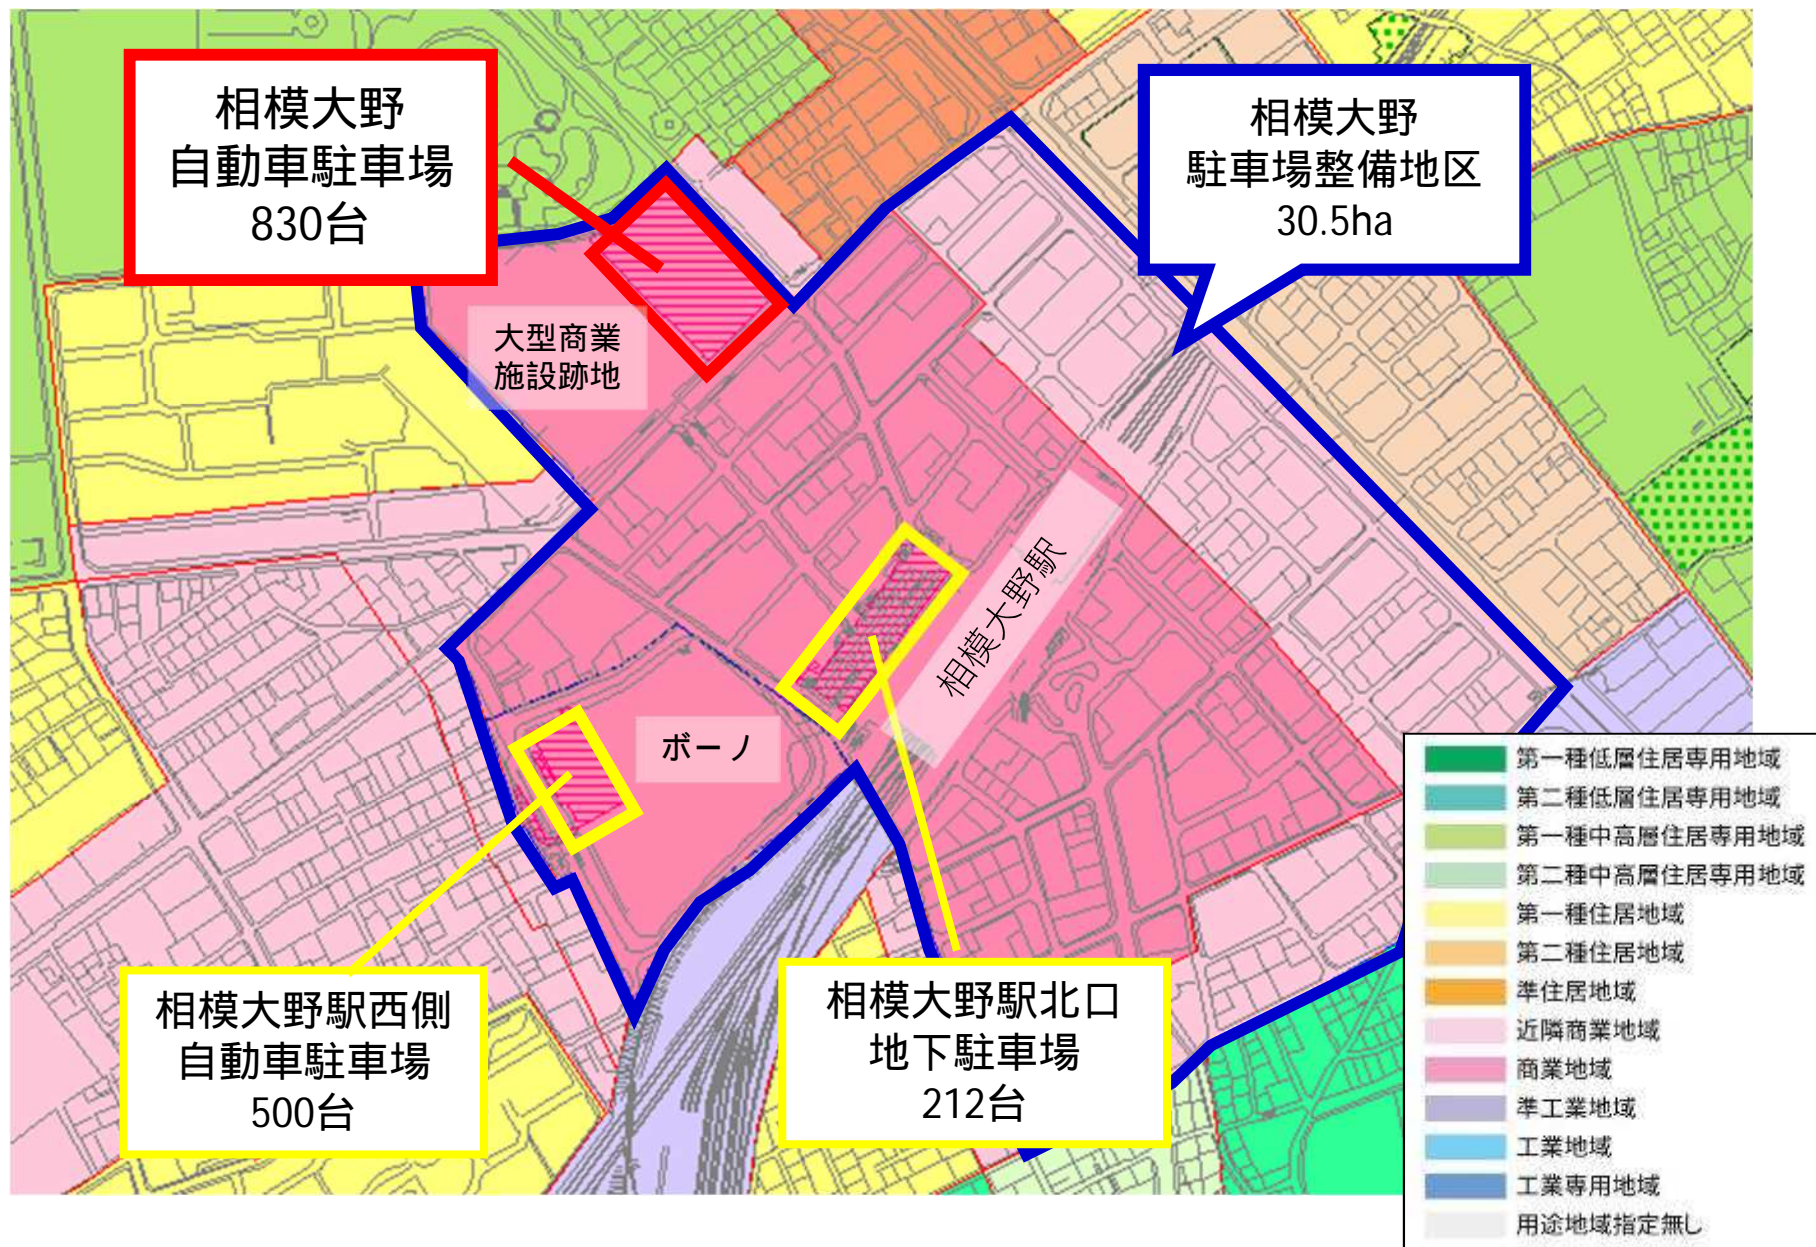 相模大野
自動車駐車場
830台
相模大野
駐車場整備地区
30.5ha
大型商業
施設跡地
相模大野駅
ボーノ
相模大野駅西側
自動車駐車場
500台
相模大野駅北口
地下駐車場
212台
第一種低層住居専用地域
第二種低層住居専用地域
第一種中高層住居専用地域
第二種中高層住居専用地域
第一種住居地域
第二種住居地域
準住居地域
近隣商業地域
商業地域
準工業地域
工業地域
工業専用地域
用途地域指定無し